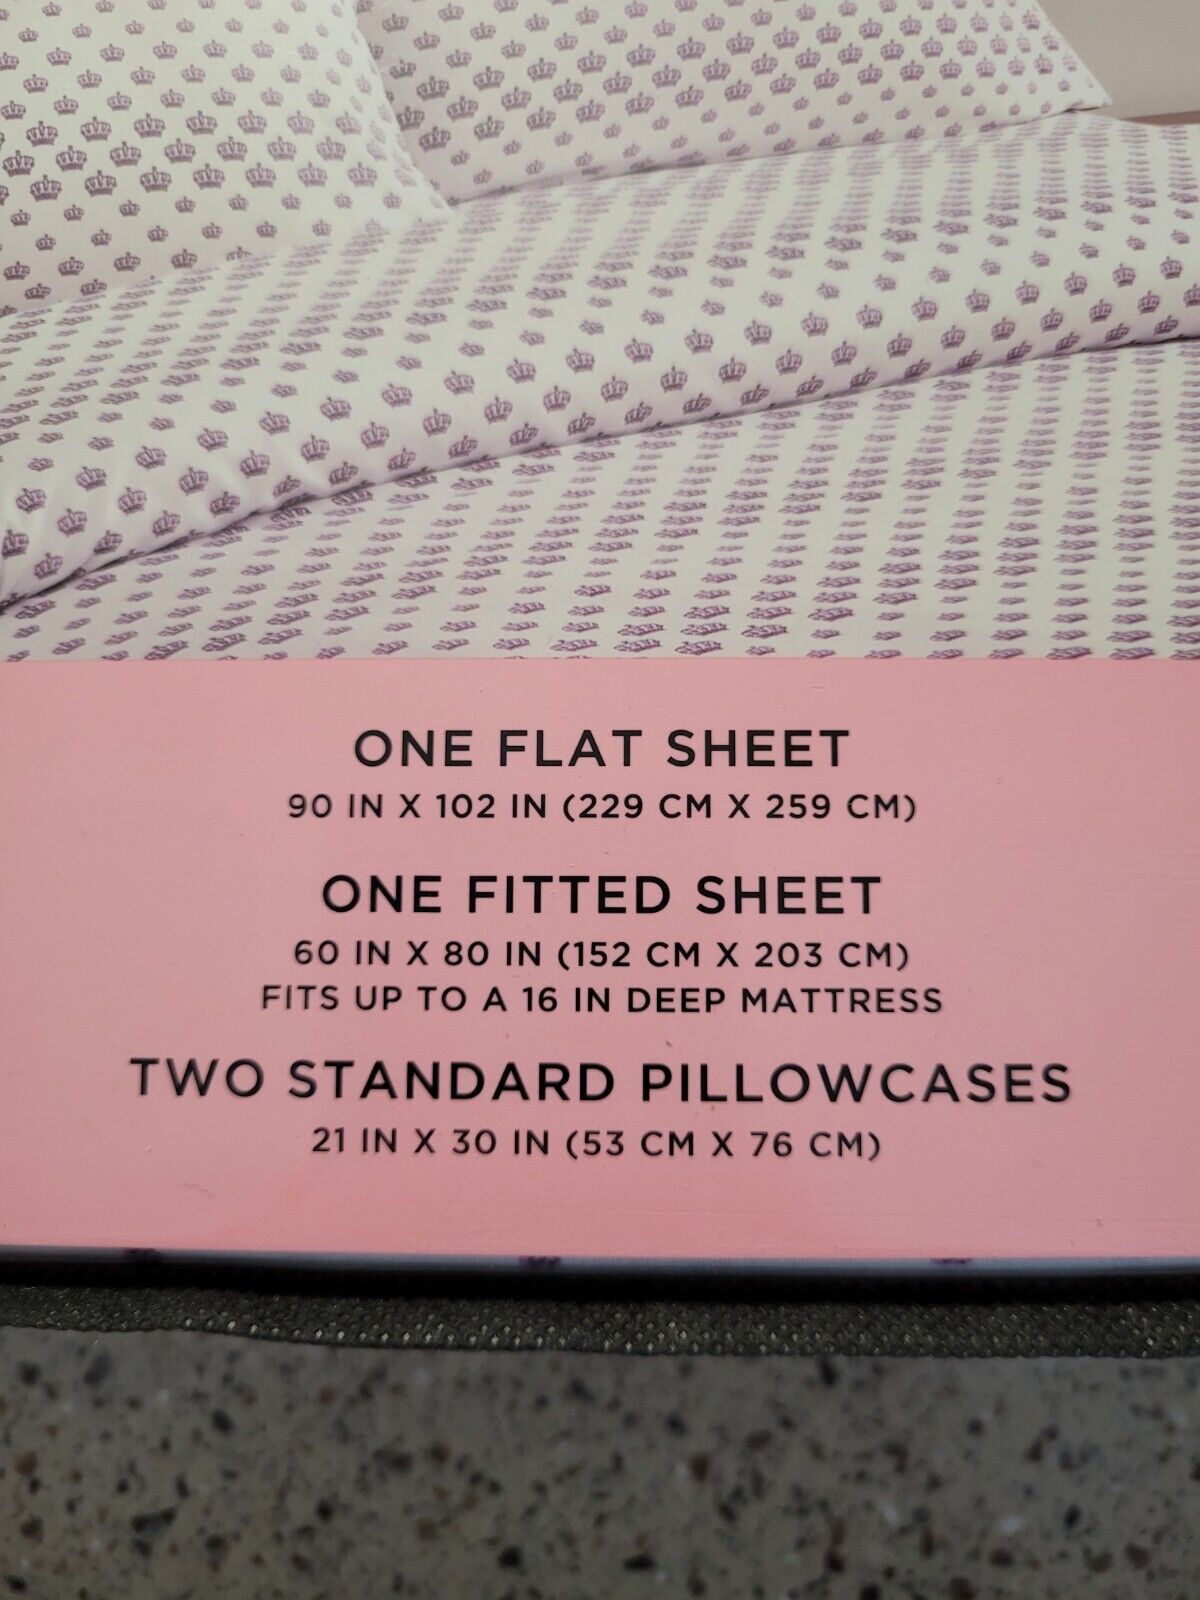 ONE FLAT SHEET
90 IN X 102 IN (229 CM X 259 CM)
ONE FITTED SHEET
60 IN X 80 IN (152 CM X 203 CM)
FITS UP TO A 16 IN DEEP MATTRESS
TWO STANDARD PILLOWCASES
21 IN X 30 IN (53 CM X 76 CM)